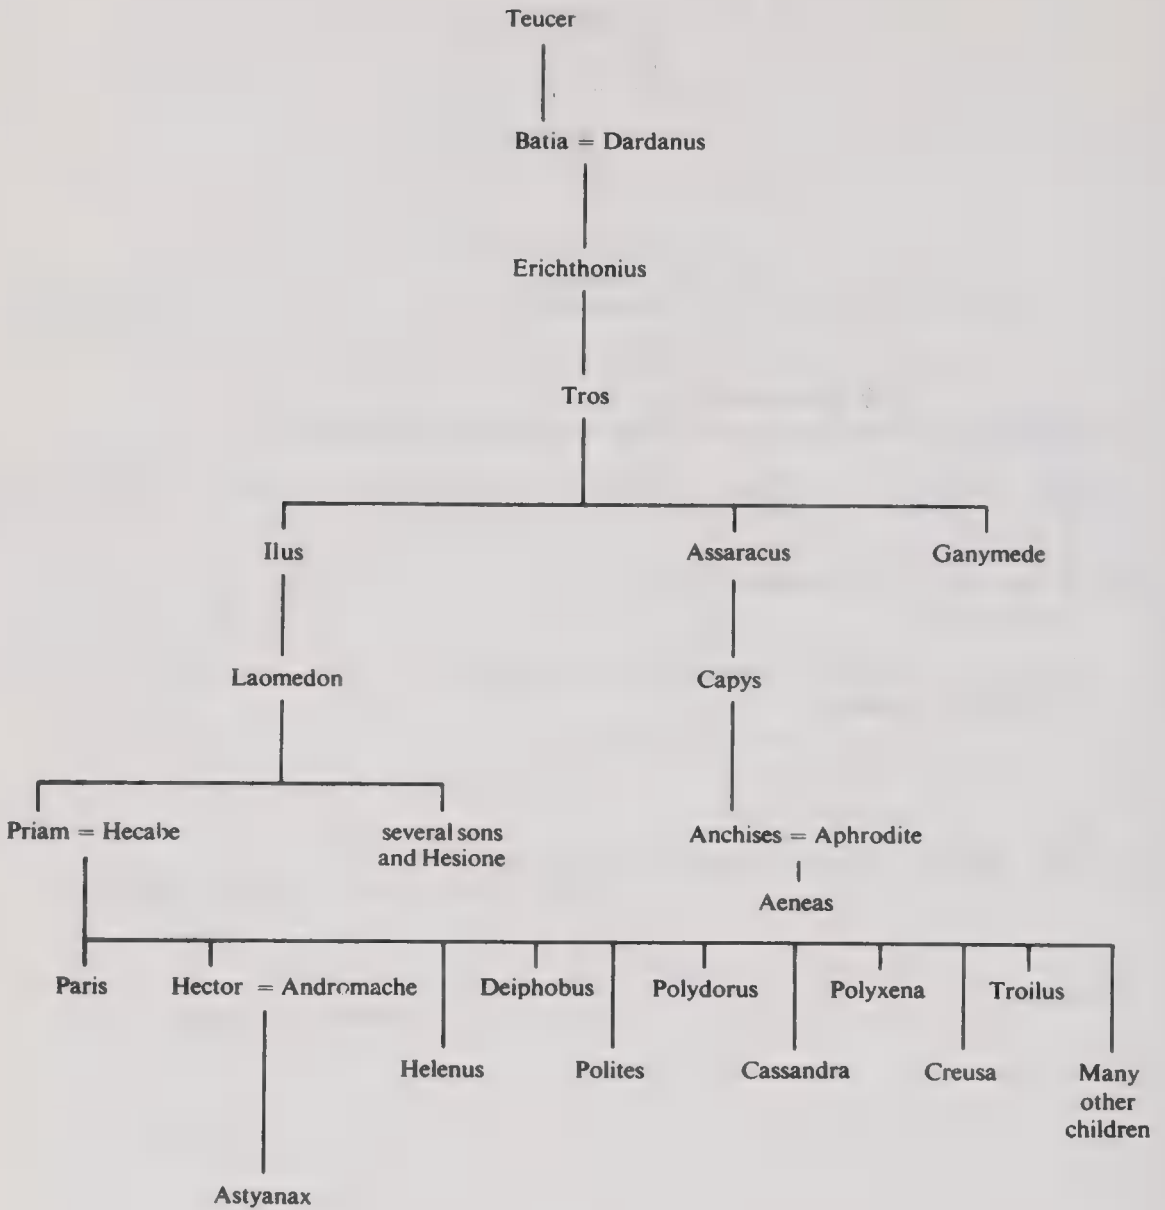 Teucer
Batia = Dardanus
Erichthonius
Tros
Ilus Assaracus Ganymede
Laomedon Capys
Priam = Hecabe several sons Anchises = Aphrodite
and Hesione
Aeneas
Paris Hector = Andromache Deiphobus Polydorus Polyxena Troilus
Helenus Polites Cassandra Creusa Many
other
children
Astyanax